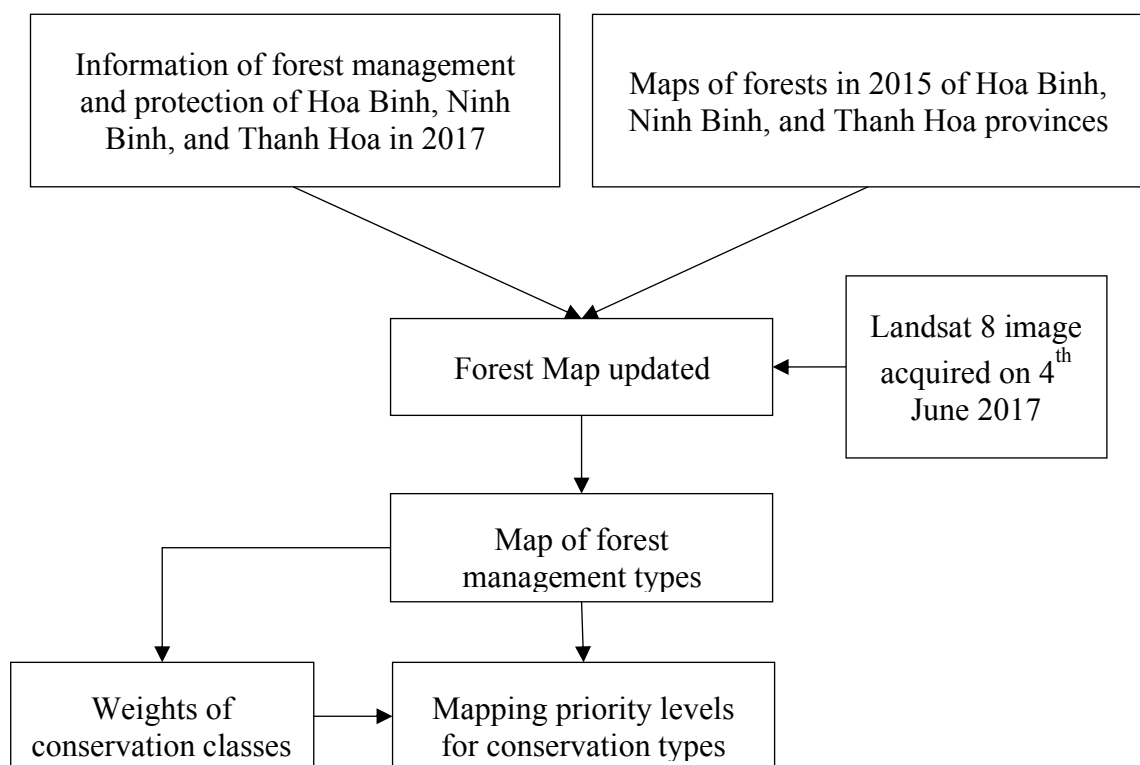 Information of forest management
and protection of Hoa Binh, Ninh
Binh, and Thanh Hoa in 2017
Maps of forests in 2015 of Hoa Binh,
Ninh Binh, and Thanh Hoa provinces
Forest Map updated
Landsat 8 image
acquired on 4th
June 2017
Map of forest
management types
Weights of
conservation classes
Mapping priority levels
for conservation types